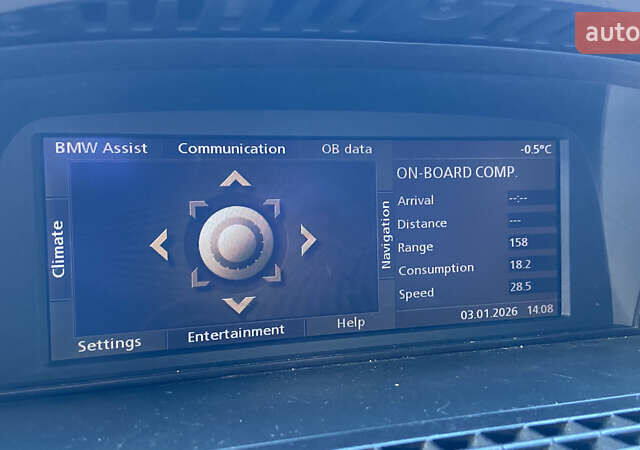 auto
BMW Assist Communication OB data -0.5°C
ON-BOARD COMP.
Arrival --:--
Distance ---
Range 158
Consumption 18.2
Speed 28.5
03.01.2026 14:08
Climate
Navigation
Settings Entertainment Help